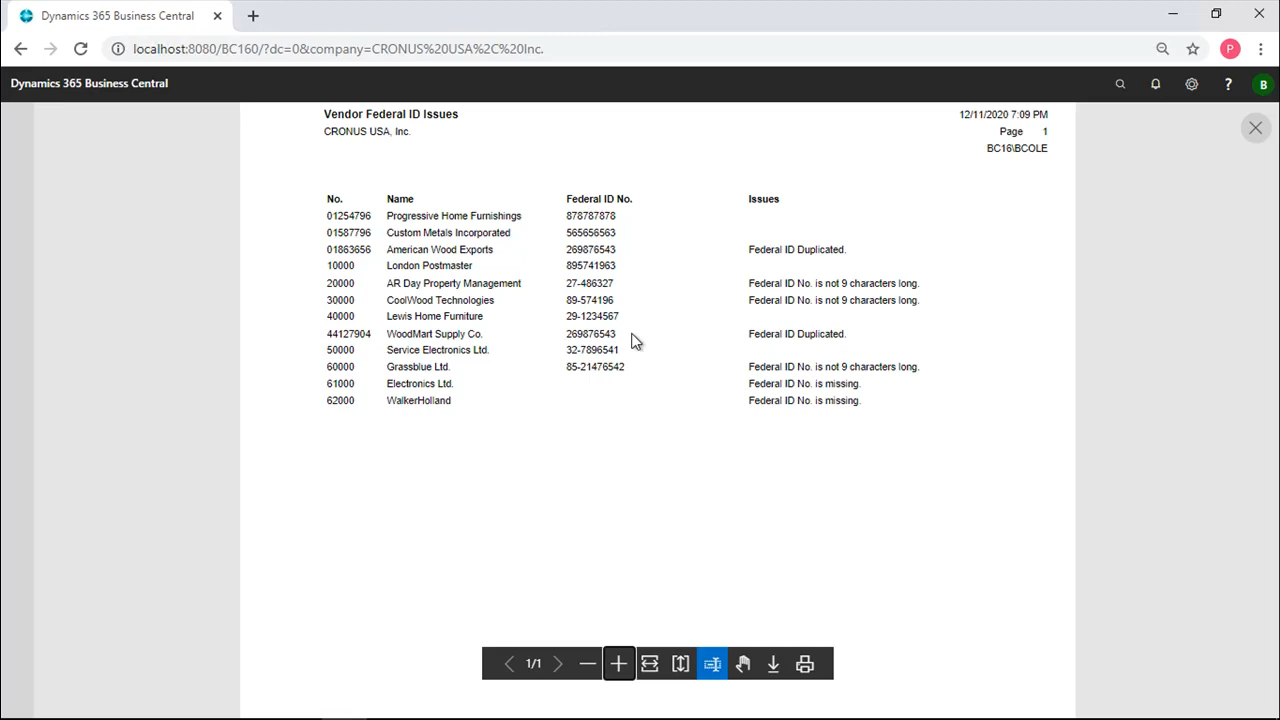 Dynamics 365 Business Central
localhost:8080/BC160/?dc=0&company=CRONUS%20USA%2C%20Inc.
P
Dynamics 365 Business Central
? B
Vendor Federal ID Issues 12/11/2020 7:09 PM
CRONUS USA, Inc. Page 1
BC16\BCOLE
No. Name Federal ID No. Issues
01254796 Progressive Home Furnishings 878787878
01587796 Custom Metals Incorporated 565656563
01863656 American Wood Exports 269876543 Federal ID Duplicated.
10000 London Postmaster 895741963
20000 AR Day Property Management 27-486327 Federal ID No. is not 9 characters long.
30000 CoolWood Technologies 89-574196 Federal ID No. is not 9 characters long.
40000 Lewis Home Furniture 29-1234567
44127904 WoodMart Supply Co. 269876543 Federal ID Duplicated.
50000 Service Electronics Ltd. 32-7896541
60000 Grassblue Ltd. 85-21476542 Federal ID No. is not 9 characters long.
61000 Electronics Ltd. Federal ID No. is missing.
62000 WalkerHolland Federal ID No. is missing.
1/1